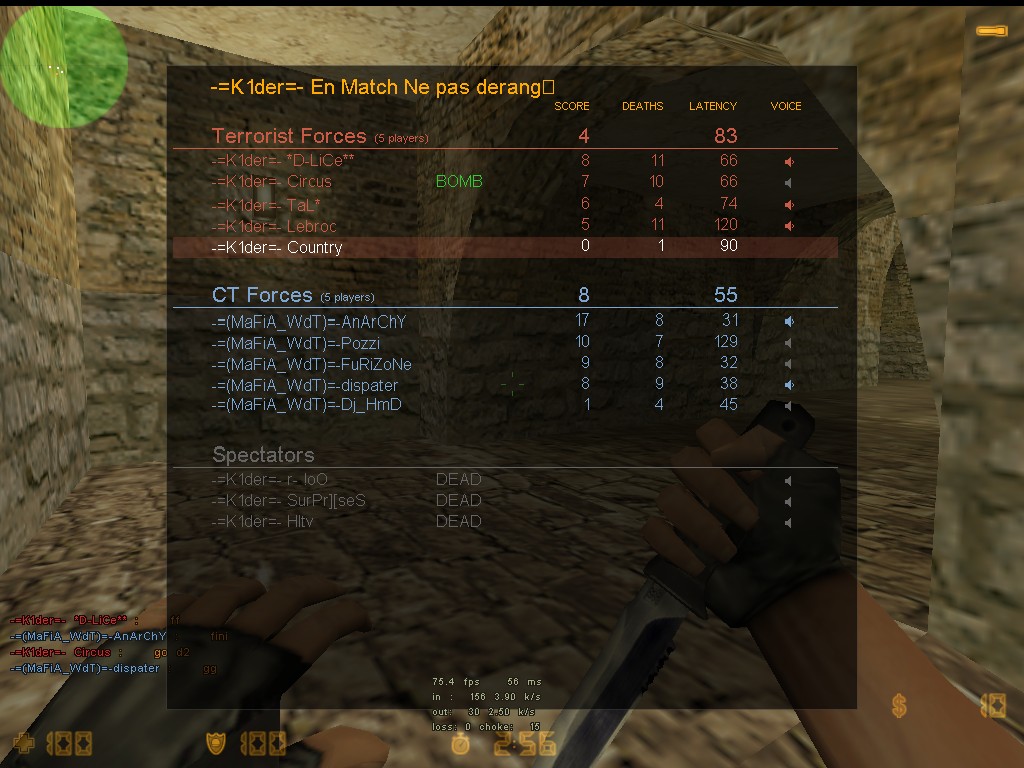 -=K1der=- En Match Ne pas derang
SCORE DEATHS LATENCY VOICE
Terrorist Forces (5 players) 4 83
-=K1der=- *D-LiCe** 8 11 66
-=K1der=- Circus BOMB 7 10 66
-=K1der=- TaL* 6 4 74
-=K1der=- Lebroc 5 11 120
-=K1der=- Country 0 1 90
CT Forces (5 players) 8 55
-=(MaFiA_WdT)=-AnArChY 17 8 31
-=(MaFiA_WdT)=-Pozzi 10 7 129
-=(MaFiA_WdT)=-FuRiZoNe 9 8 32
-=(MaFiA_WdT)=-dispater 8 9 38
-=(MaFiA_WdT)=-Dj_HmD 1 4 45
Spectators
-=K1der=- r- loO DEAD
-=K1der=- SurPr][seS DEAD
-=K1der=- Hltv DEAD
-=K1der=- *D-LiCe** : ff
-=(MaFiA_WdT)=-AnArChY : fini
-=K1der=- Circus : go d2
-=(MaFiA_WdT)=-dispater gg
75.4 fps 56 ms
in : 156 3.90 k/s
out: 30 2.50 k/s
loss: 0 choke: 15
100 100 2:56 $ 10